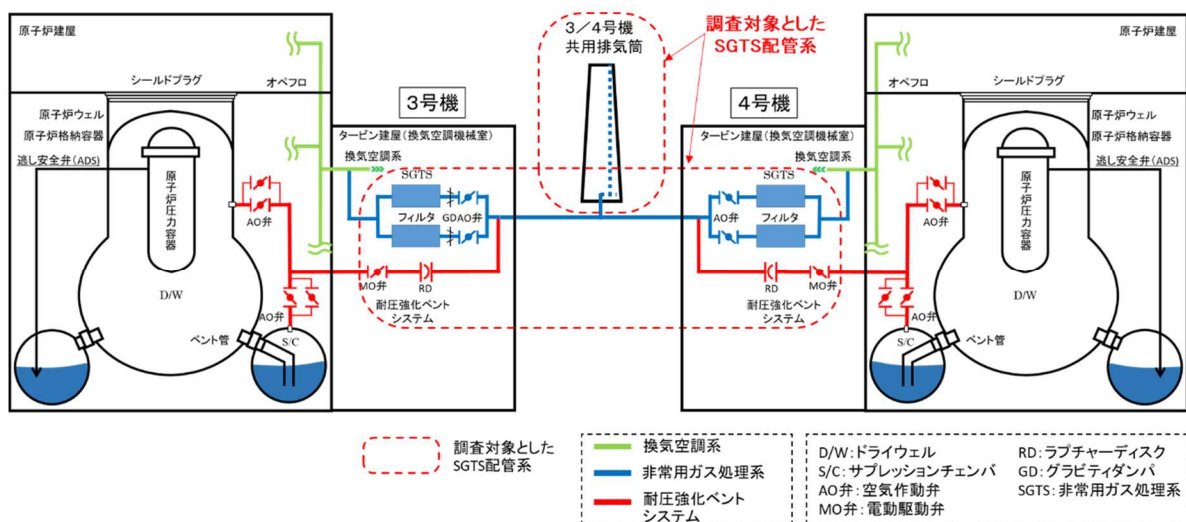 原子炉建屋
シールドプラグ
オペフロ
原子炉ウェル
原子炉格納容器
逃し安全弁(ADS)
原子炉圧力容器
AO弁
D/W
AO弁
S/C
ベント管
3号機
タービン建屋(換気空調機械室)
換気空調系
SGTS
フィルタ
GD
AO弁
MO弁
RD
耐圧強化ベント
システム
3/4号機
共用排気筒
調査対象とした
SGTS配管系
4号機
タービン建屋(換気空調機械室)
換気空調系
SGTS
AO弁
フィルタ
RD
MO弁
耐圧強化ベント
システム
原子炉建屋
シールドプラグ
オペフロ
原子炉ウェル
原子炉格納容器
逃し安全弁(ADS)
原子炉圧力容器
AO弁
D/W
AO弁
S/C
ベント管
調査対象とした
SGTS配管系
換気空調系
非常用ガス処理系
耐圧強化ベント
システム
D/W:ドライウェル
S/C:サプレッションチェンバ
AO弁:空気作動弁
MO弁:電動駆動弁
RD:ラプチャーディスク
GD:グラビティダンパ
SGTS:非常用ガス処理系